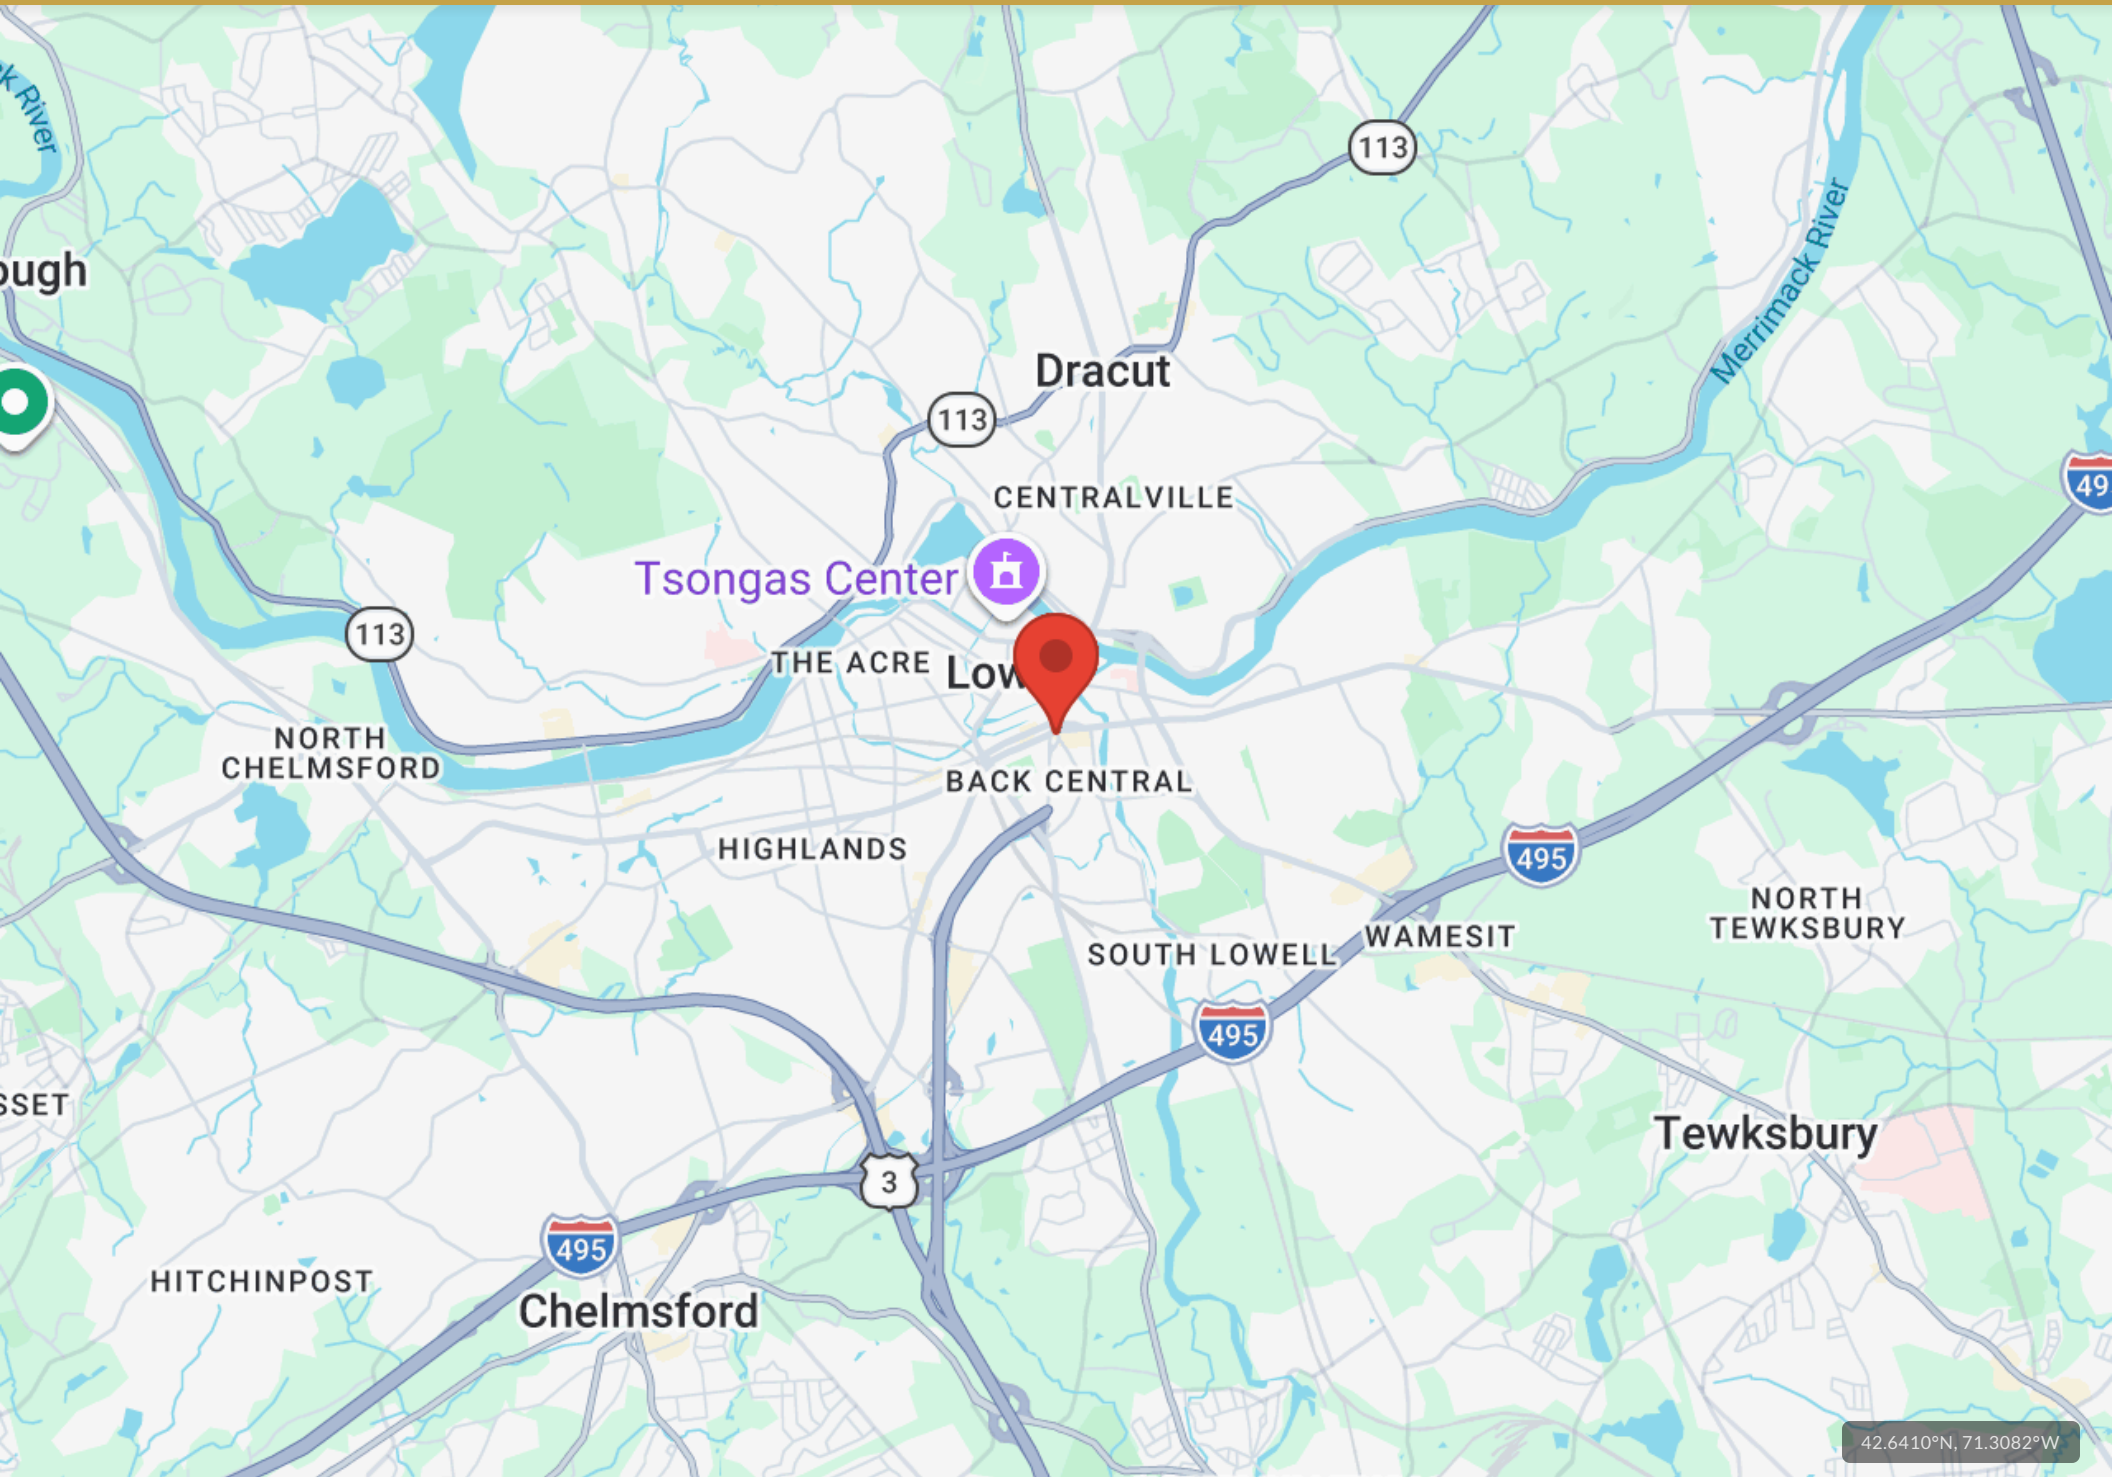 k River
113
Merrimack River
ough
Dracut
113
CENTRALVILLE
49
Tsongas Center
113
THE ACRE
Low
NORTH
CHELMSFORD
BACK CENTRAL
HIGHLANDS
495
NORTH
TEWKSBURY
WAMESIT
SOUTH LOWELL
495
SSET
Tewksbury
3
495
HITCHINPOST
Chelmsford
42.6410°N, 71.3082°W